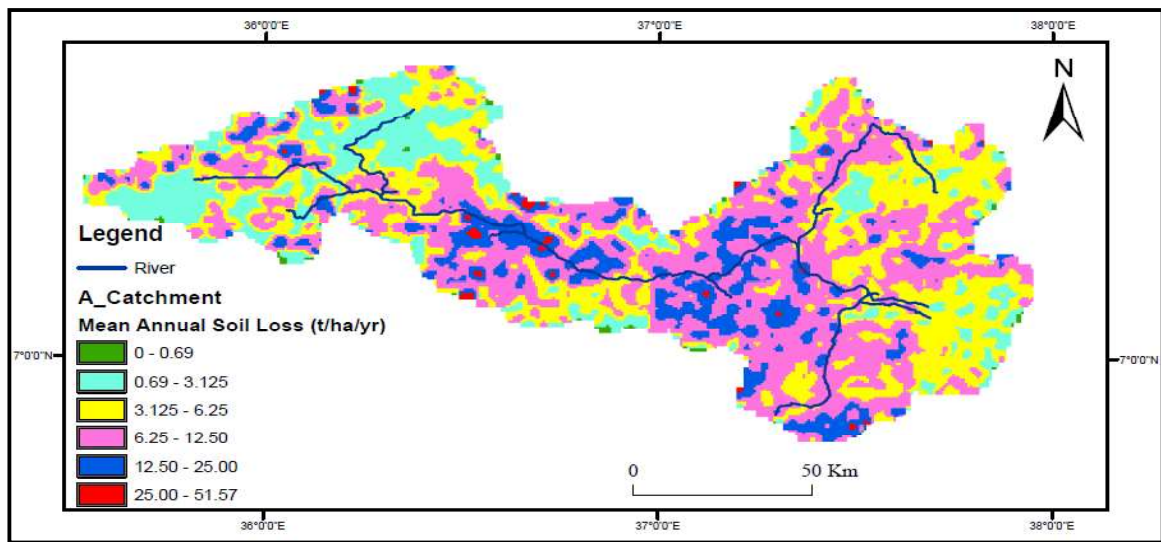 36°0'0"E 37°0'0"E 38°0'0"E
N
Legend
River
A_Catchment
Mean Annual Soil Loss (t/ha/yr)
7°0'0"N 7°0'0"N
0 - 0.69
0.69 - 3.125
3.125 - 6.25
6.25 - 12.50
12.50 - 25.00
25.00 - 51.57
0 50 Km
36°0'0"E 37°0'0"E 38°0'0"E